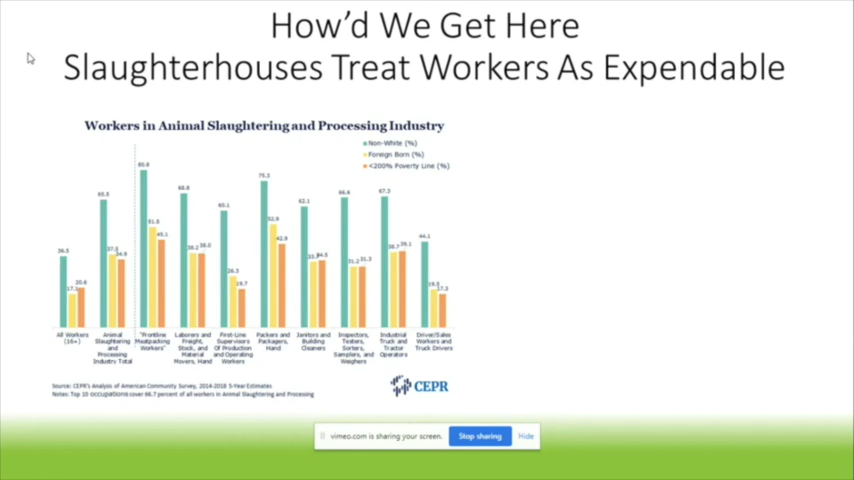 How'd We Get Here
Slaughterhouses Treat Workers As Expendable
Workers in Animal Slaughtering and Processing Industry
Non-White (%)
Foreign Born (%)
<200% Poverty Line (%)
36.5
17.1
20.6
65.5
37.5
34.9
80.8
51.5
45.1
68.8
38.2
38.0
60.1
26.3
19.7
75.3
52.9
42.9
62.1
34.5
66.6
31.2
31.3
67.3
38.7
39.1
44.1
19.5
17.3
All Workers
(16+)
Animal
Slaughtering
and
Processing
Industry Total
"Frontline
Meatpacking
Workers"
Laborers and
Freight,
Stock, and
Material
Movers, Hand
First-Line
Supervisors
Of Production
and Operating
Workers
Packers and
Packagers,
Hand
Janitors and
Building
Cleaners
Inspectors,
Testers,
Sorters,
Samplers, and
Weighers
Industrial
Truck and
Tractor
Operators
Driver/Sales
Workers and
Truck Drivers
Source: CEPR's Analysis of American Community Survey, 2014-2018 5-Year Estimates
Notes: Top 10 occupations cover 66.7 percent of all workers in Animal Slaughtering and Processing
CEPR
vimeo.com is sharing your screen.
Stop sharing
Hide